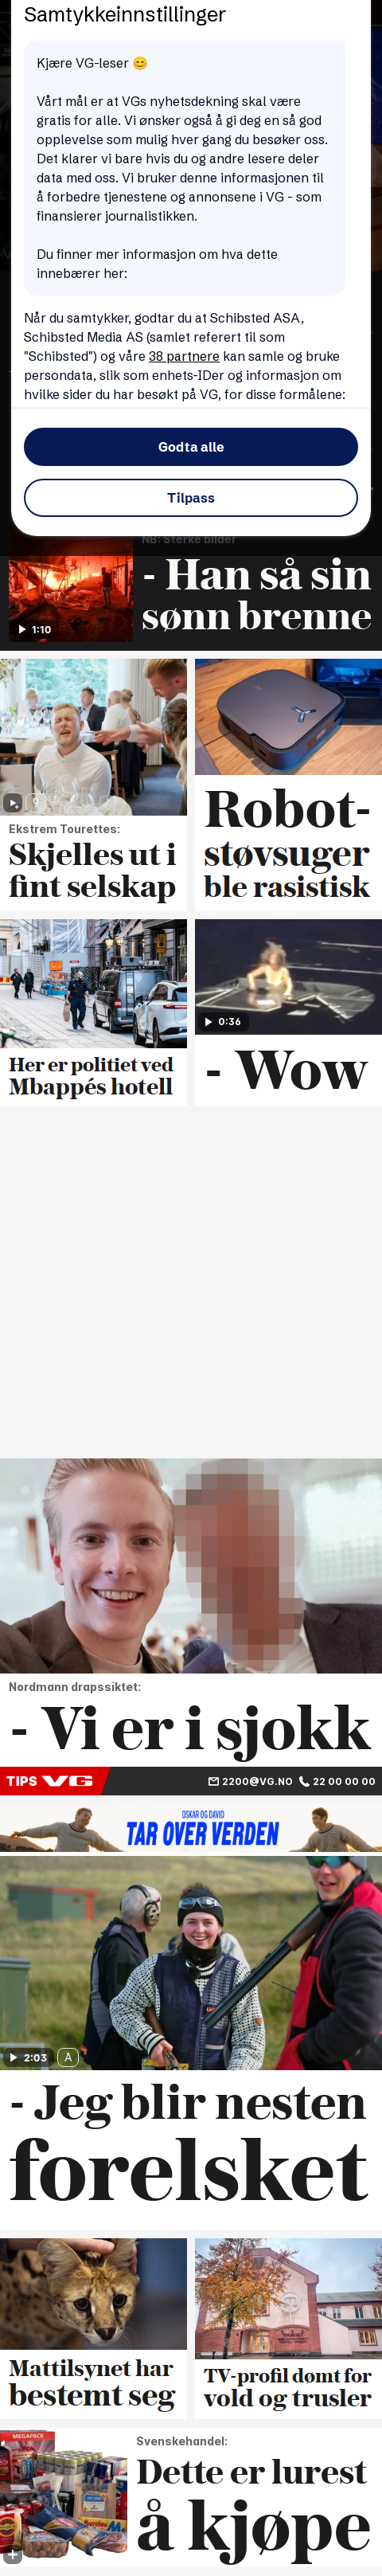 Samtykkeinnstillinger
Kjære VG-leser 😊
Vårt mål er at VGs nyhetsdekning skal være
gratis for alle. Vi ønsker også å gi deg en så god
opplevelse som mulig hver gang du besøker oss.
Det klarer vi bare hvis du og andre lesere deler
data med oss. Vi bruker denne informasjonen til
å forbedre tjenestene og annonsene i VG - som
finansierer journalistikken.
Du finner mer informasjon om hva dette
innebærer her:
Når du samtykker, godtar du at Schibsted ASA,
Schibsted Media AS (samlet referert til som
"Schibsted") og våre 38 partnere kan samle og bruke
persondata, slik som enhets-IDer og informasjon om
hvilke sider du har besøkt på VG, for disse formålene:
Godta alle
Tilpass
NB: Sterke bilder
- Han så sin
sønn brenne
1:10
Ekstrem Tourettes:
Skjelles ut i
fint selskap
Robot-
støvsuger
ble rasistisk
Her er politiet ved
Mbappés hotell
0:36
- Wow
Nordmann drapssiktet:
- Vi er i sjokk
TIPS VG
2200@VG.NO
22 00 00 00
OSKAR OG DAVID
TAR OVER VERDEN
2:03
A
- Jeg blir nesten
forelsket
Mattilsynet har
bestemt seg
TV-profil dømt for
vold og trusler
MEGAPACK
Svenskehandel:
Dette er lurest
å kjøpe